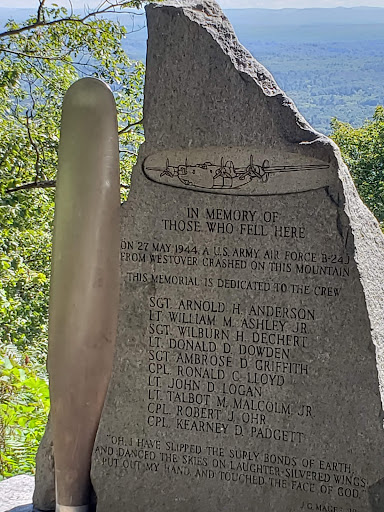 IN MEMORY OF
THOSE WHO FELL HERE
ON 27 MAY 1944, A U.S. ARMY AIR FORCE B-24J
FROM WESTOVER CRASHED ON THIS MOUNTAIN
THIS MEMORIAL IS DEDICATED TO THE CREW
SGT. ARNOLD H. ANDERSON
LT. WILLIAM M. ASHLEY JR.
SGT. WILBURN H. DECHERT
LT. DONALD D. DOWDEN
SGT. AMBROSE D. GRIFFITH
CPL. RONALD C. LLOYD
LT. JOHN D. LOGAN
LT. TALBOT M. MALCOLM, JR
CPL. ROBERT J. OHR
CPL. KEARNEY D. PADGETT
"OH, I HAVE SLIPPED THE SURLY BONDS OF EARTH,
AND DANCED THE SKIES ON LAUGHTER-SILVERED WINGS;
PUT OUT MY HAND, AND TOUCHED THE FACE OF GOD."